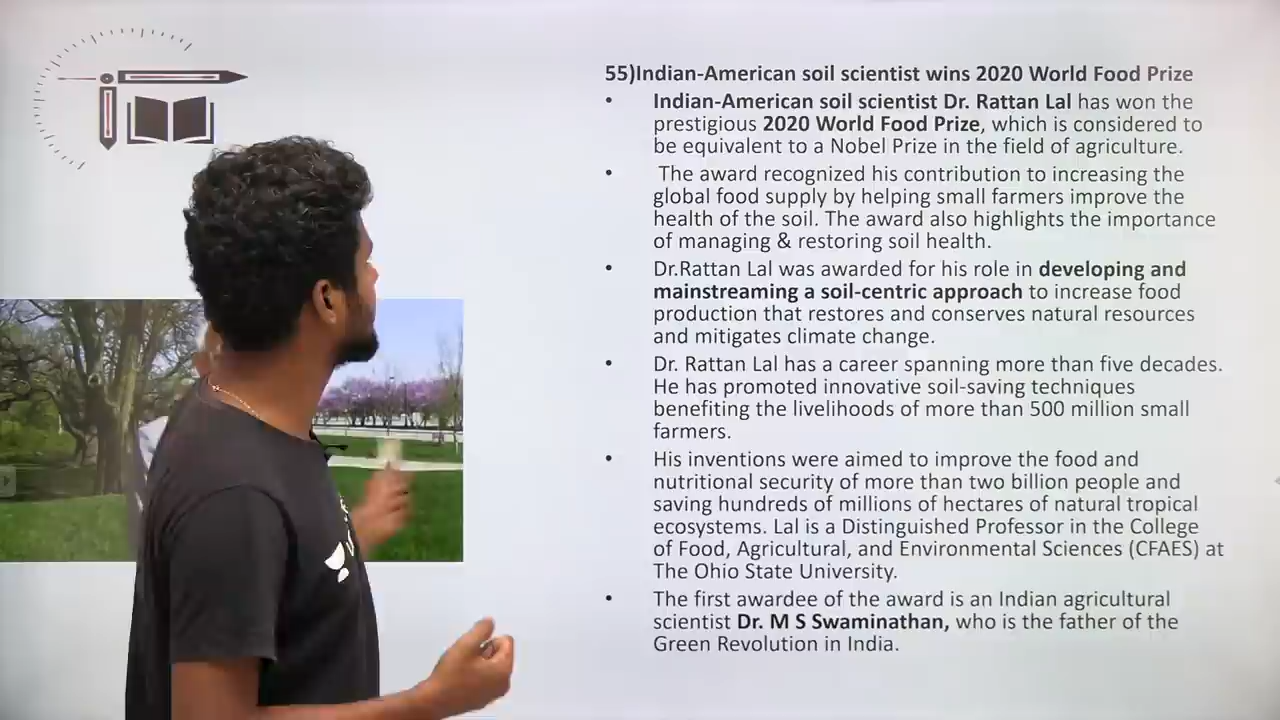 55)Indian-American soil scientist wins 2020 World Food Prize
• Indian-American soil scientist Dr. Rattan Lal has won the
prestigious 2020 World Food Prize, which is considered to
be equivalent to a Nobel Prize in the field of agriculture.
• The award recognized his contribution to increasing the
global food supply by helping small farmers improve the
health of the soil. The award also highlights the importance
of managing & restoring soil health.
• Dr.Rattan Lal was awarded for his role in developing and
mainstreaming a soil-centric approach to increase food
production that restores and conserves natural resources
and mitigates climate change.
• Dr. Rattan Lal has a career spanning more than five decades.
He has promoted innovative soil-saving techniques
benefiting the livelihoods of more than 500 million small
farmers.
• His inventions were aimed to improve the food and
nutritional security of more than two billion people and
saving hundreds of millions of hectares of natural tropical
ecosystems. Lal is a Distinguished Professor in the College
of Food, Agricultural, and Environmental Sciences (CFAES) at
The Ohio State University.
• The first awardee of the award is an Indian agricultural
scientist Dr. M S Swaminathan, who is the father of the
Green Revolution in India.